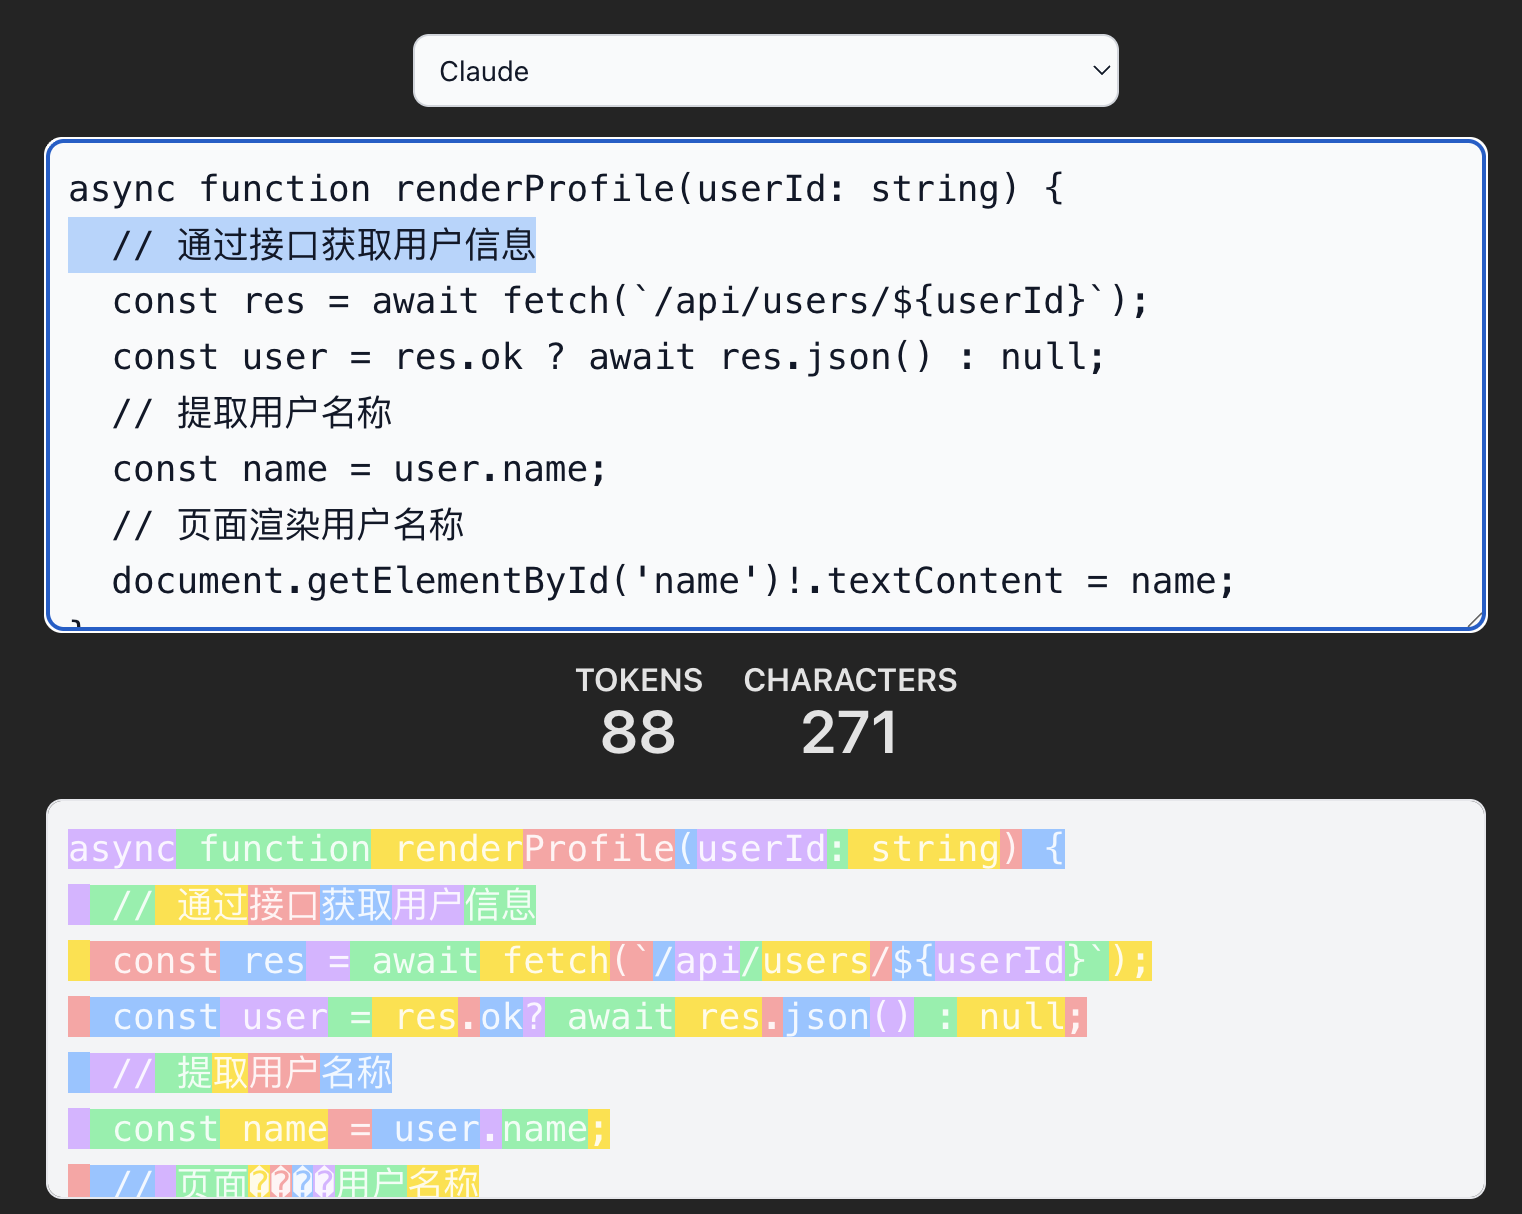 Claude
async function renderProfile(userId: string) {
  // 通过接口获取用户信息
  const res = await fetch(`/api/users/${userId}`);
  const user = res.ok ? await res.json() : null;
  // 提取用户名称
  const name = user.name;
  // 页面渲染用户名称
  document.getElementById('name')!.textContent = name;
}
TOKENS CHARACTERS
88 271
async function renderProfile(userId: string) {
  // 通过接口获取用户信息
  const res = await fetch(`/api/users/${userId}`);
  const user = res.ok? await res.json() : null;
  // 提取用户名称
  const name = user.name;
  // 页面����用户名称